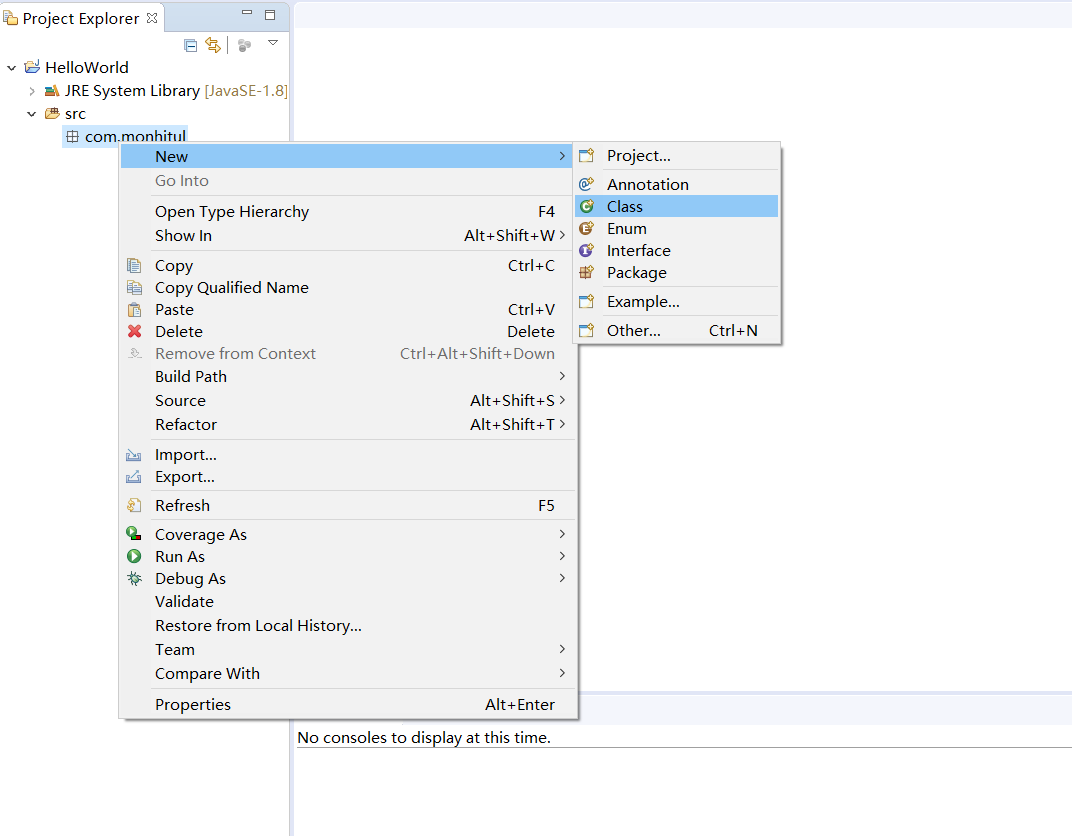 Project Explorer
HelloWorld
JRE System Library [JavaSE-1.8]
src
com.monhitul
New
Go Into
Open Type Hierarchy F4
Show In Alt+Shift+W
Copy Ctrl+C
Copy Qualified Name
Paste Ctrl+V
Delete Delete
Remove from Context Ctrl+Alt+Shift+Down
Build Path
Source Alt+Shift+S
Refactor Alt+Shift+T
Import...
Export...
Refresh F5
Coverage As
Run As
Debug As
Validate
Restore from Local History...
Team
Compare With
Properties Alt+Enter
Project...
Annotation
Class
Enum
Interface
Package
Example...
Other... Ctrl+N
No consoles to display at this time.